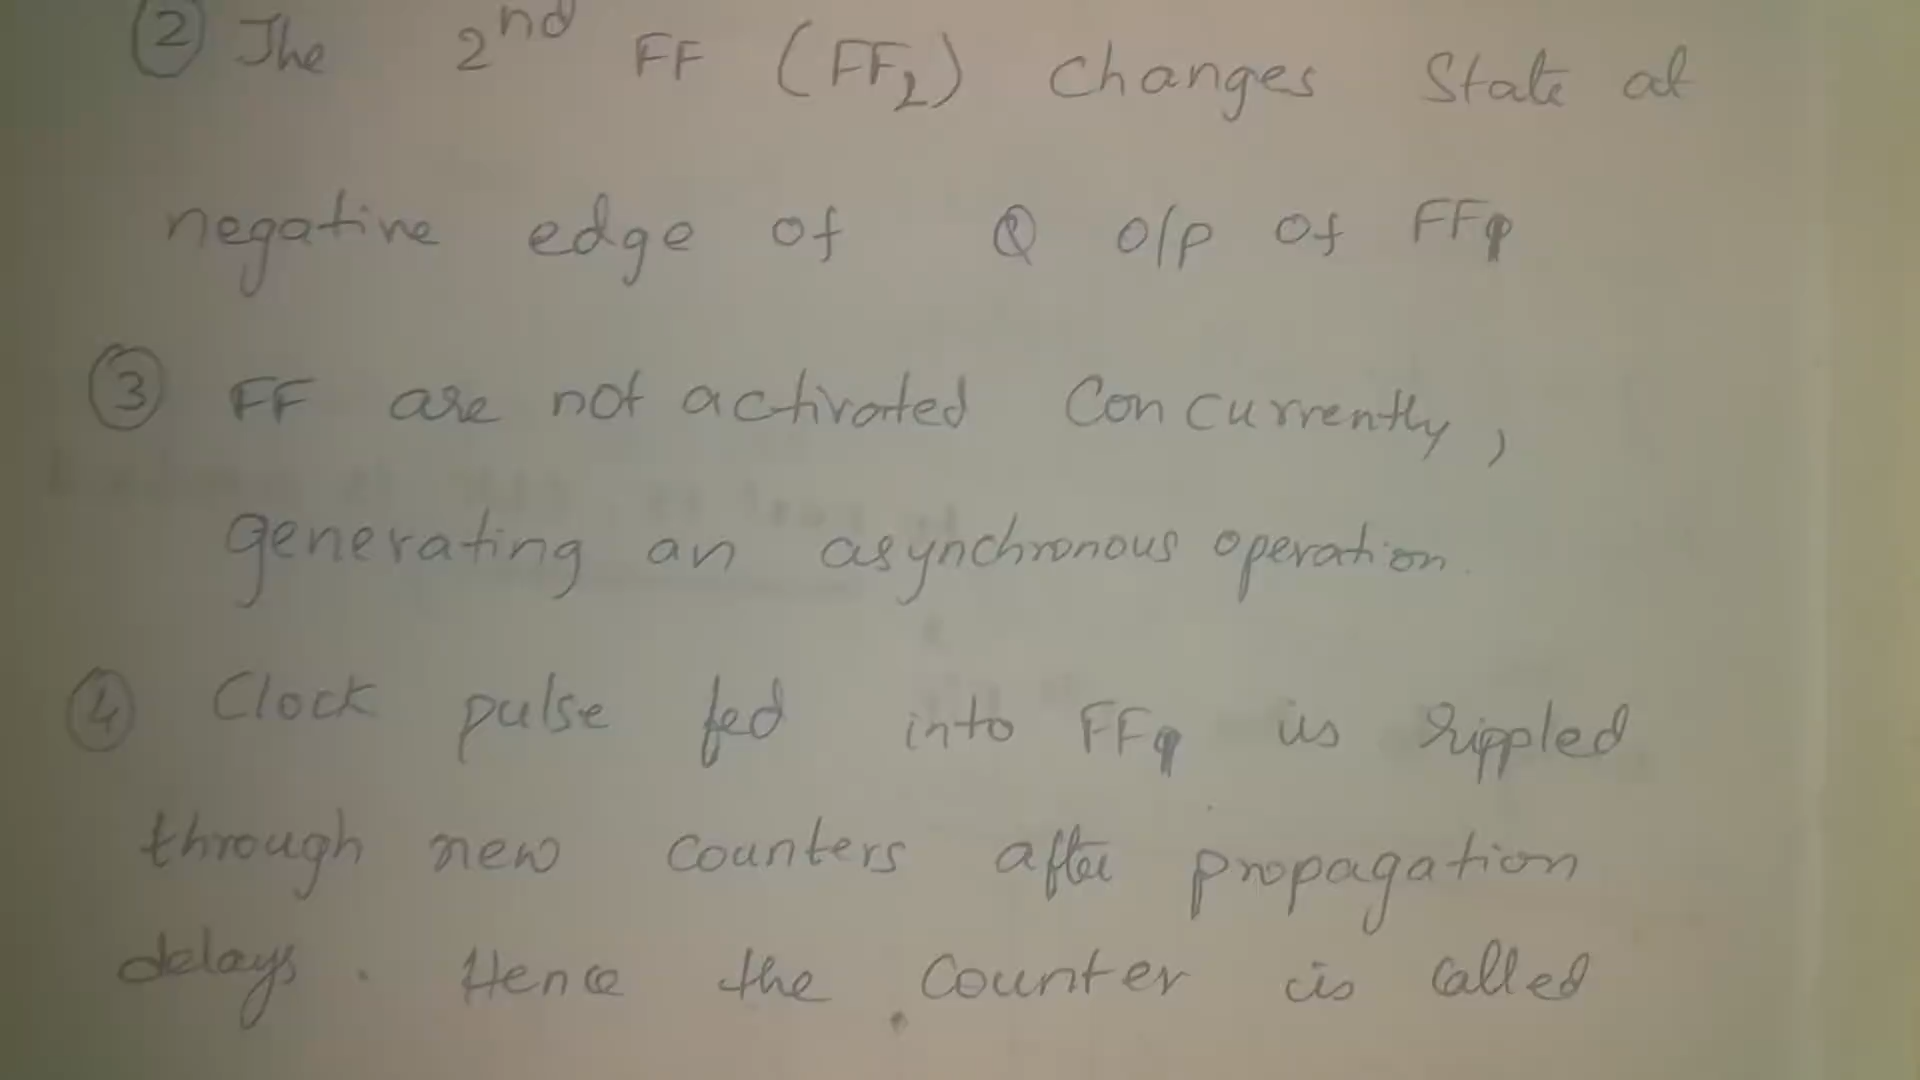 ② The 2nd FF (FF2) Changes State at
negative edge of Q o/p of FF1
③ FF are not activated Concurrently,
generating an asynchronous operation.
④ Clock pulse fed into FF1 is rippled
through new counters after propagation
delays. Hence the Counter is called